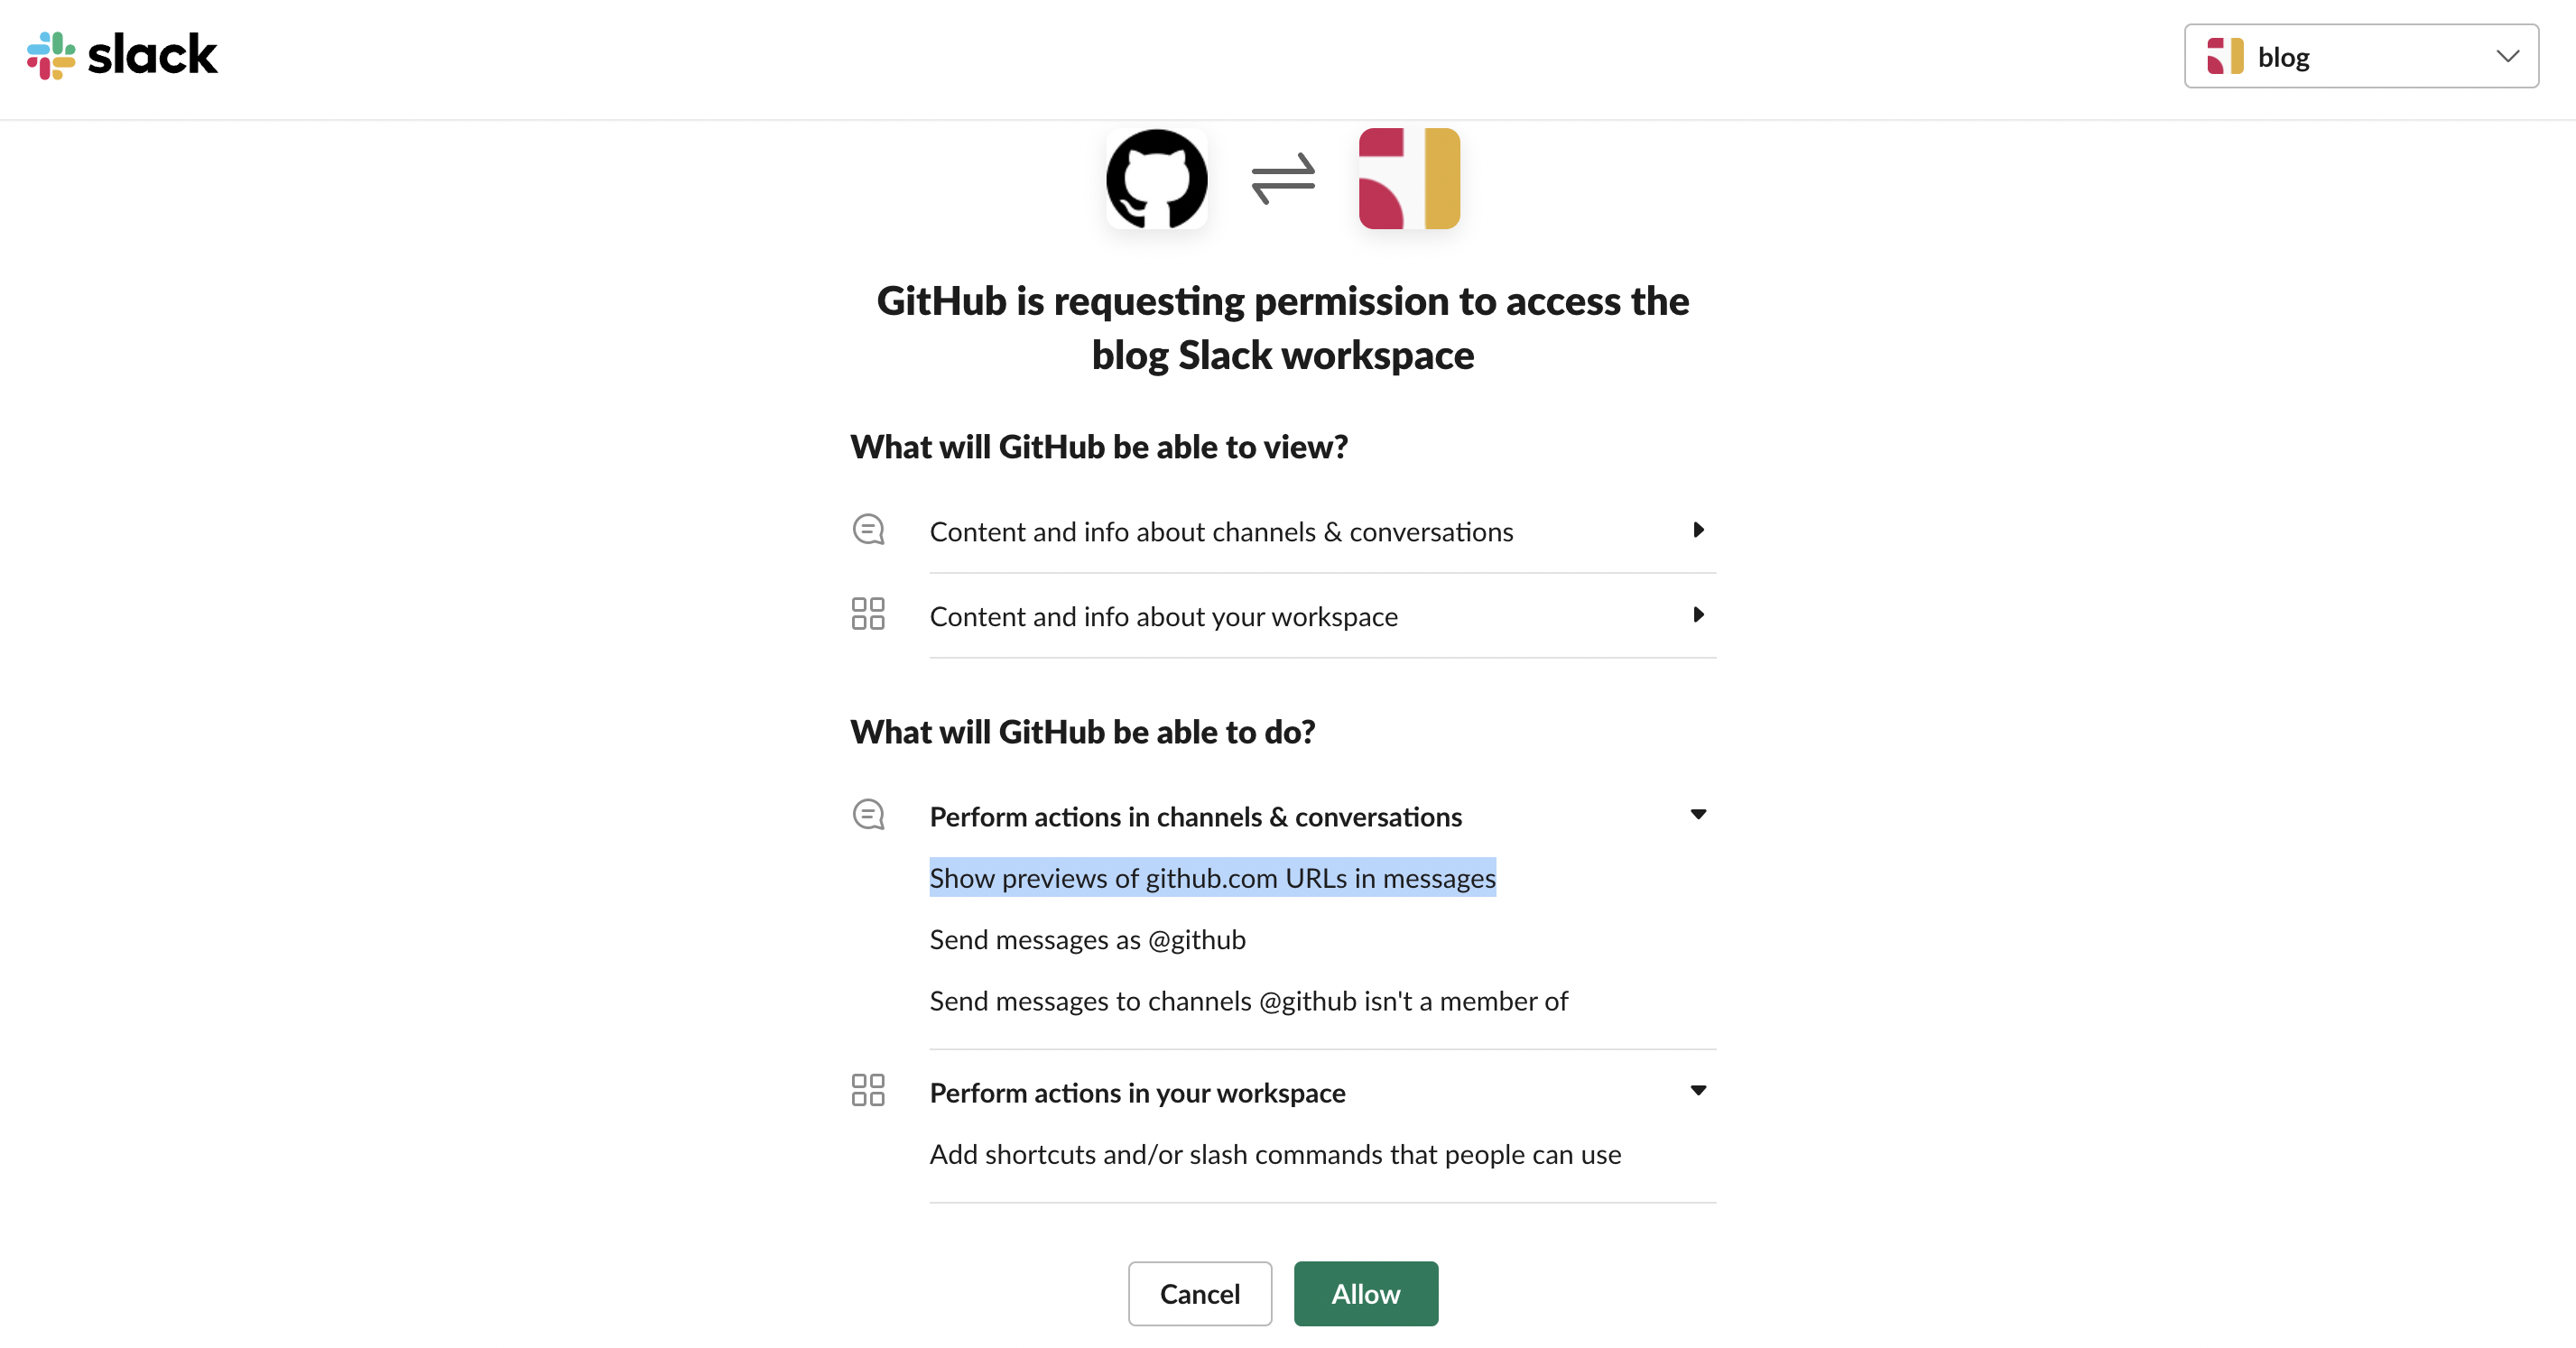 slack
blog
GitHub is requesting permission to access the
blog Slack workspace
What will GitHub be able to view?
Content and info about channels & conversations
Content and info about your workspace
What will GitHub be able to do?
Perform actions in channels & conversations
Show previews of github.com URLs in messages
Send messages as @github
Send messages to channels @github isn't a member of
Perform actions in your workspace
Add shortcuts and/or slash commands that people can use
Cancel
Allow